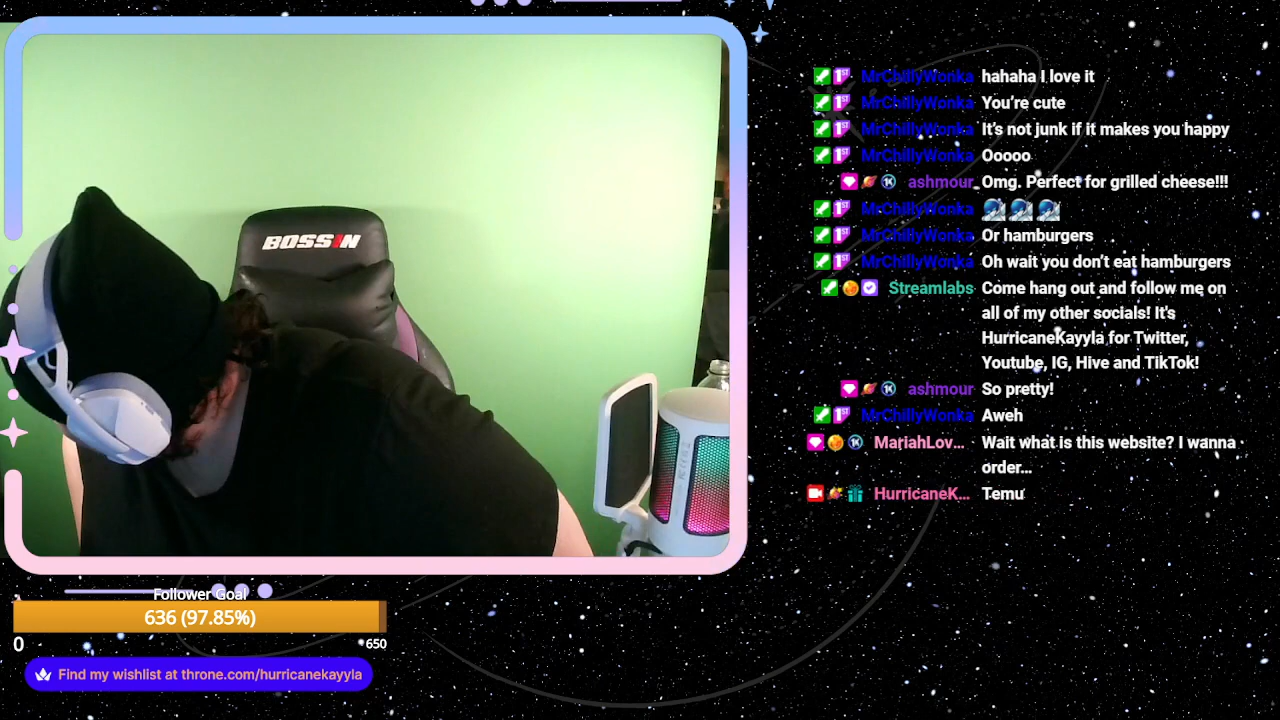 BOSSIN
MrChillyWonka hahaha I love it
MrChillyWonka You're cute
MrChillyWonka It's not junk if it makes you happy
MrChillyWonka Ooooo
ashmour Omg. Perfect for grilled cheese!!!
MrChillyWonka
MrChillyWonka Or hamburgers
MrChillyWonka Oh wait you don't eat hamburgers
Streamlabs Come hang out and follow me on
all of my other socials! It's
HurricaneKayyla for Twitter,
Youtube, IG, Hive and TikTok!
ashmour So pretty!
MrChillyWonka Aweh
MariahLov... Wait what is this website? I wanna
order...
HurricaneK... Temu
Follower Goal
636 (97.85%)
0 650
Find my wishlist at throne.com/hurricanekayyla